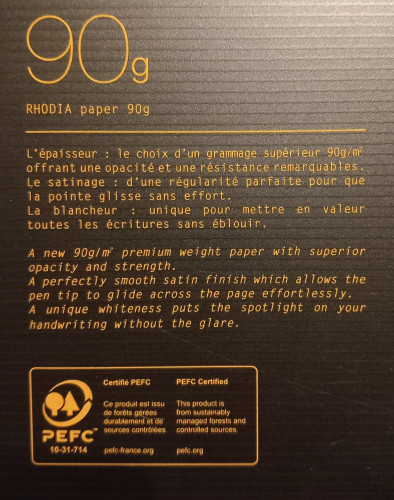 90g
RHODIA paper 90g
L'épaisseur : le choix d'un grammage supérieur 90g/m²
offrant une opacité et une résistance remarquables.
Le satinage : d'une régularité parfaite pour que
la pointe glisse sans effort.
La blancheur : unique pour mettre en valeur
toutes les écritures sans éblouir.
A new 90g/m² premium weight paper with superior
opacity and strength.
A perfectly smooth satin finish which allows the
pen tip to glide across the page effortlessly.
A unique whiteness puts the spotlight on your
handwriting without the glare.
PEFC™
10-31-714
Certifié PEFC
Ce produit est issu
de forêts gérées
durablement et de
sources contrôlées.
pefc-france.org
PEFC Certified
This product is
from sustainably
managed forests and
controlled sources.
pefc.org